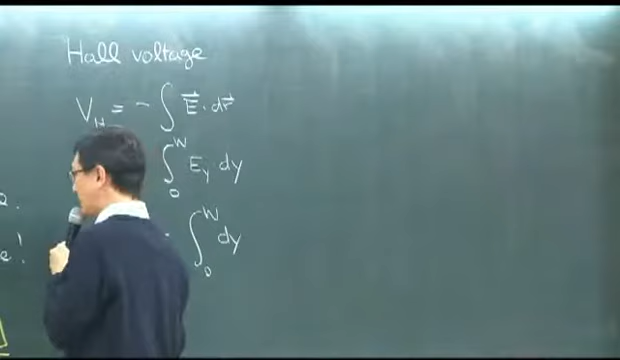 Hall voltage
V_H = - ∫ E⃗ · dr⃗
∫₀^W E_y dy
∫₀^W dy
e!